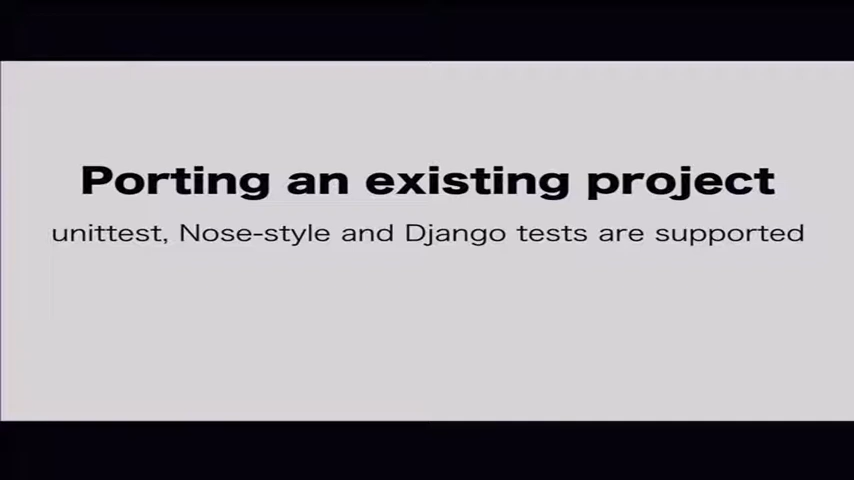 Porting an existing project
unittest, Nose-style and Django tests are supported